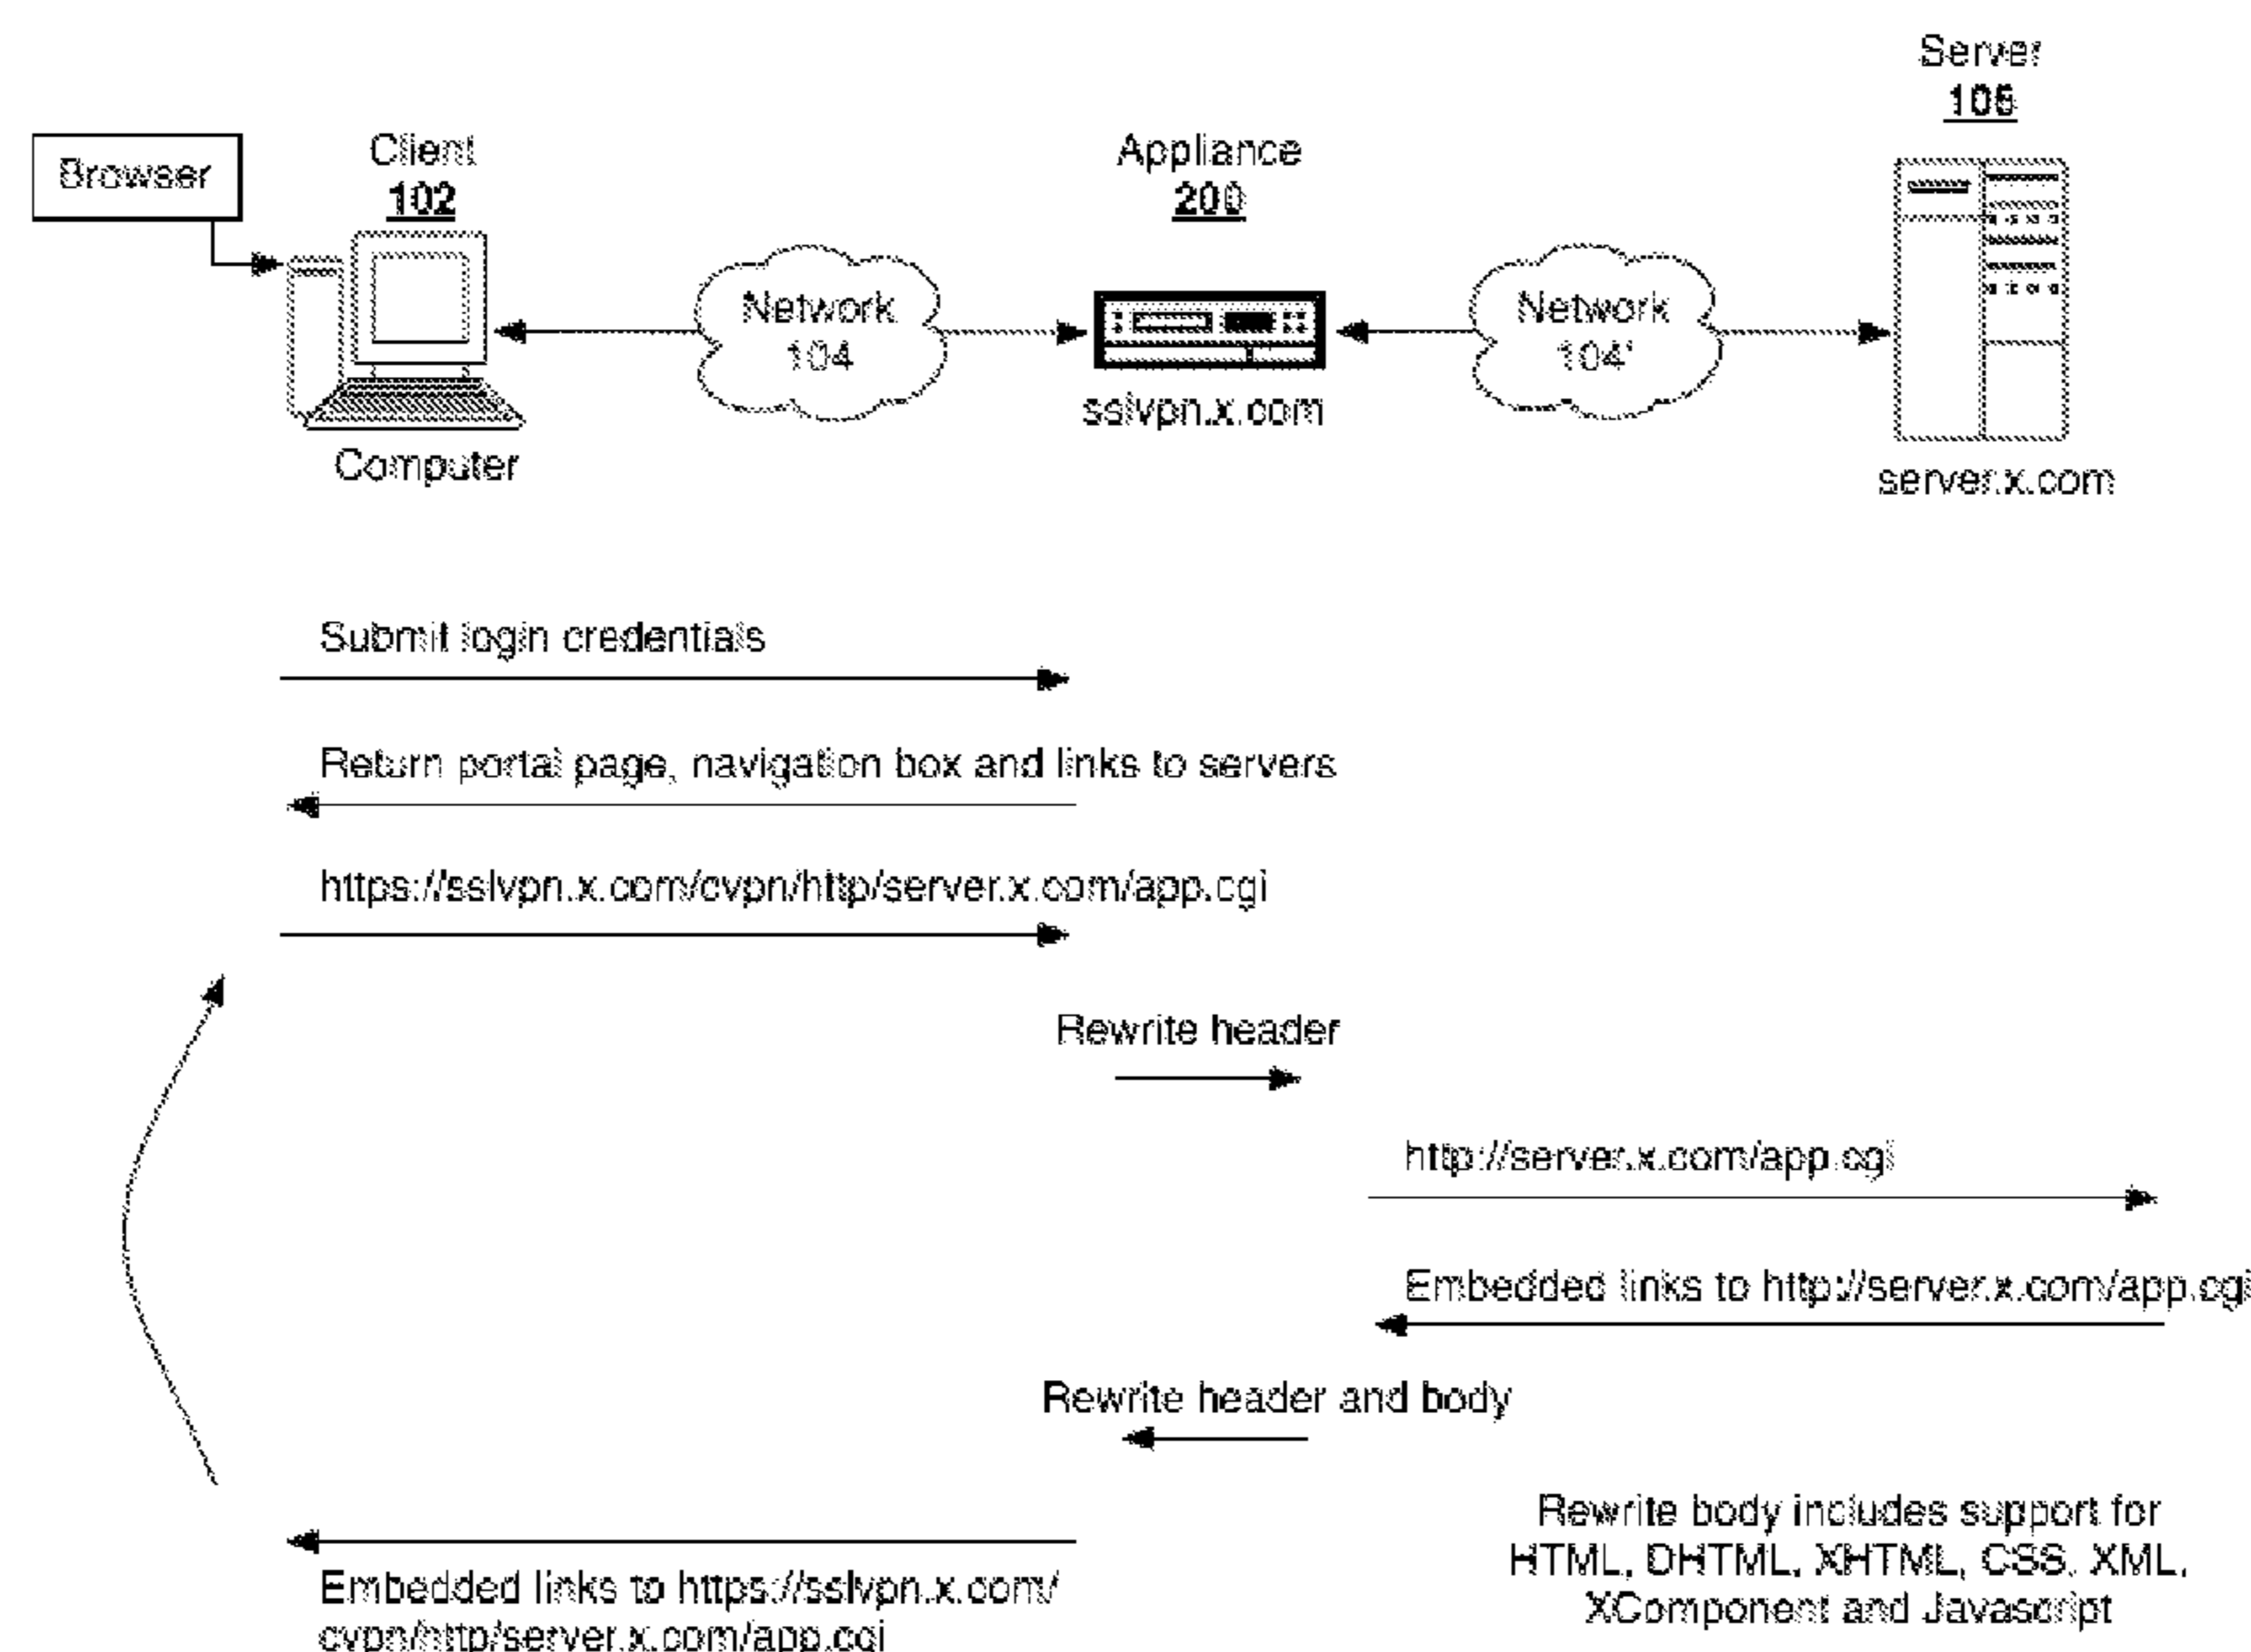 Server
106
Browser
Client
102
Appliance
200
Network
104
Network
104'
sslvpn.x.com
Computer
server.x.com
Submit login credentials
Return portal page, navigation box and links to servers
https://sslvpn.x.com/cvpn/http/server.x.com/app.cgi
Rewrite header
http://server.x.com/app.cgi
Embedded links to http://server.x.com/app.cgi
Rewrite header and body
Rewrite body includes support for
HTML, DHTML, XHTML, CSS, XML,
XComponent and Javascript
Embedded links to https://sslvpn.x.com/
cvpn/http/server.x.com/app.cgi